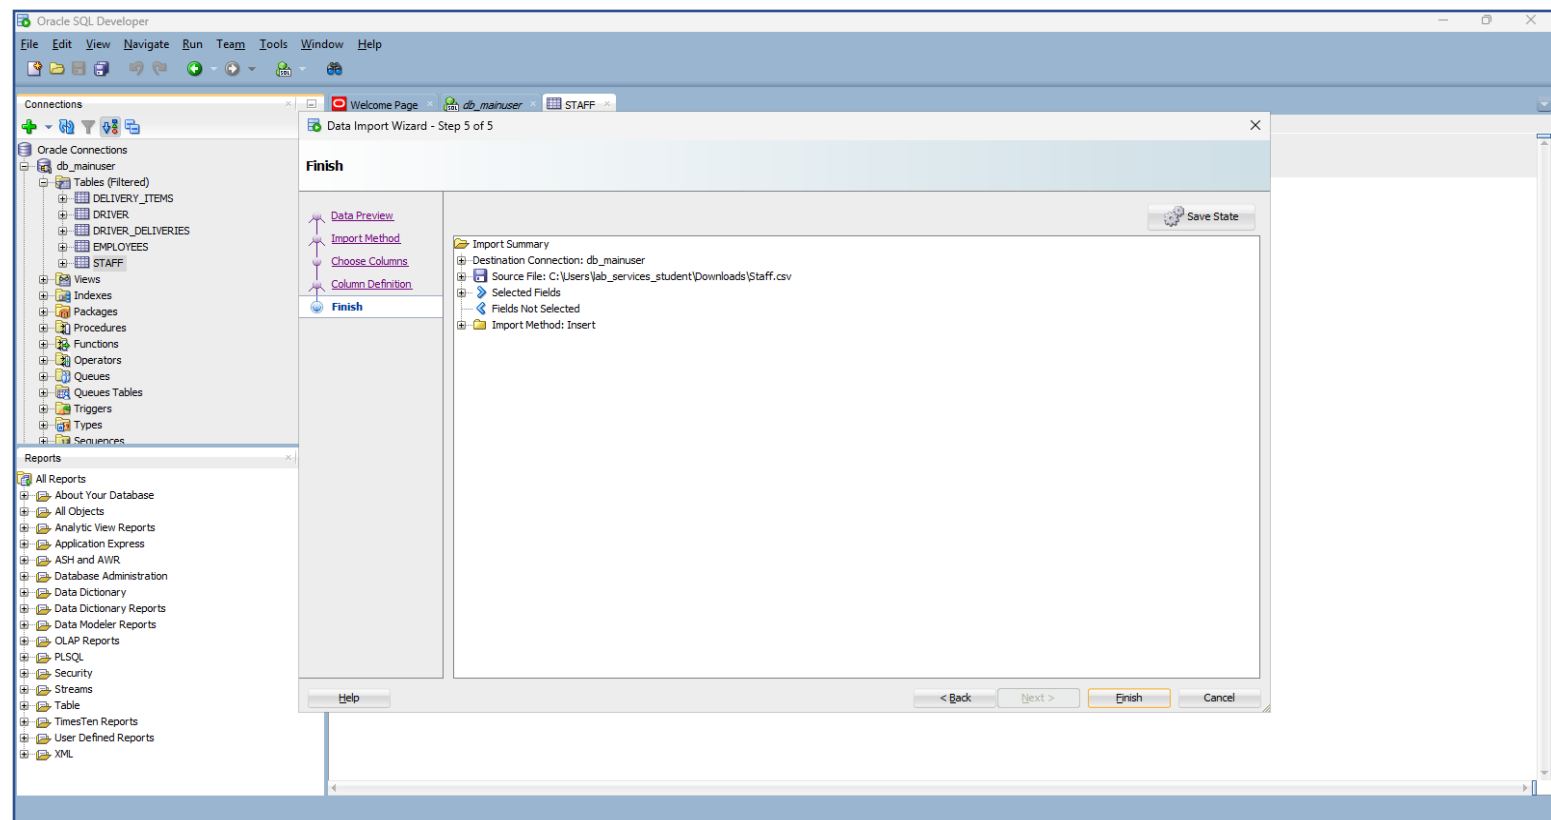 Oracle SQL Developer
File Edit View Navigate Run Team Tools Window Help
Connections
Welcome Page
db_mainuser
STAFF
Oracle Connections
db_mainuser
Tables (Filtered)
DELIVERY_ITEMS
DRIVER
DRIVER_DELIVERIES
EMPLOYEES
STAFF
Views
Indexes
Packages
Procedures
Functions
Operators
Queues
Queues Tables
Triggers
Types
Sequences
Reports
All Reports
About Your Database
All Objects
Analytic View Reports
Application Express
ASH and AWR
Database Administration
Data Dictionary
Data Dictionary Reports
Data Modeler Reports
OLAP Reports
PLSQL
Security
Streams
Table
TimesTen Reports
User Defined Reports
XML
Data Import Wizard - Step 5 of 5
Finish
Data Preview
Import Method
Choose Columns
Column Definition
Finish
Save State
Import Summary
Destination Connection: db_mainuser
Source File: C:\Users\lab_services_student\Downloads\Staff.csv
Selected Fields
Fields Not Selected
Import Method: Insert
Help
< Back
Next >
Finish
Cancel